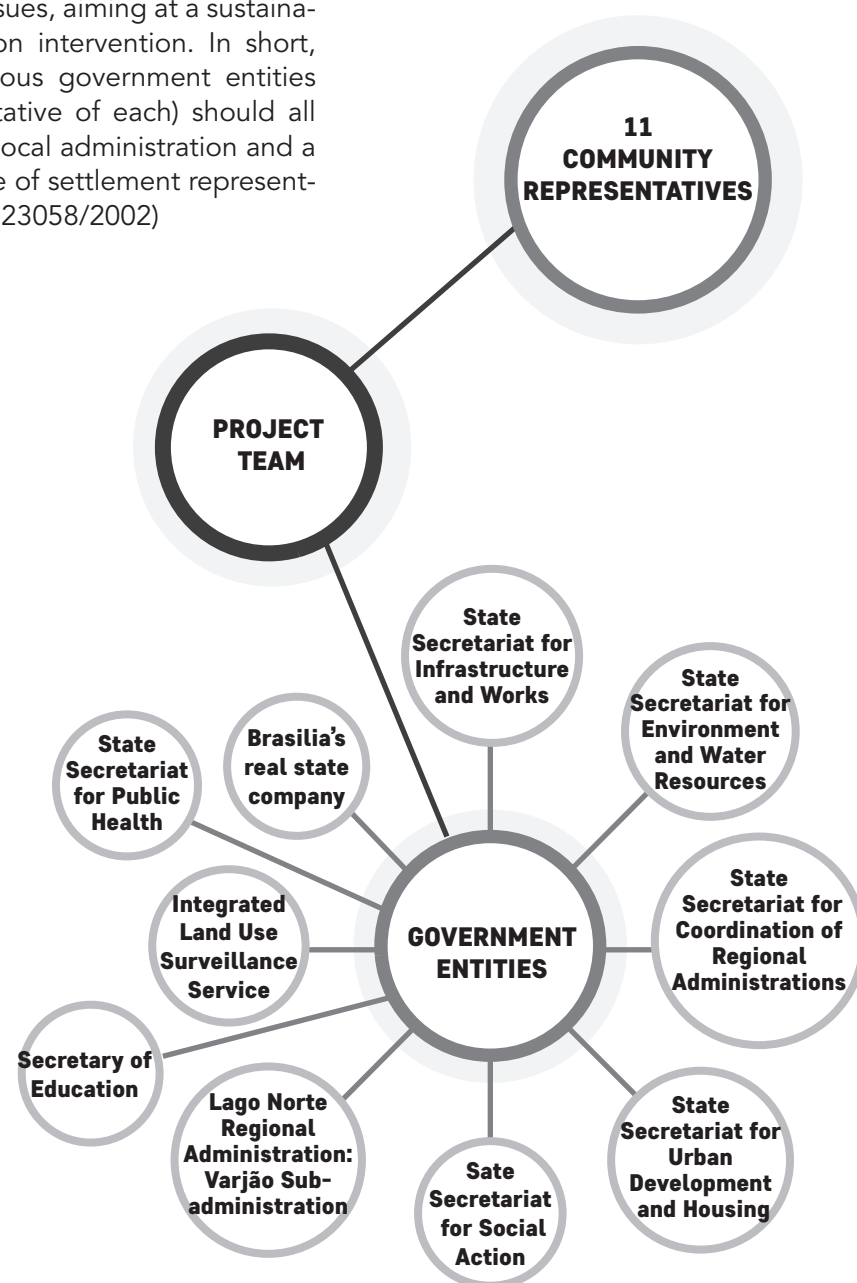 sues, aiming at a sustaina-
on intervention. In short,
ous government entities
tative of each) should all
ocal administration and a
e of settlement represent-
23058/2002)
11
COMMUNITY
REPRESENTATIVES
PROJECT
TEAM
State
Secretariat for
Infrastructure
and Works
State
Secretariat for
Environment
and Water
Resources
Brasilia’s
real state
company
State
Secretariat
for Public
Health
State
Secretariat for
Coordination of
Regional
Administrations
Integrated
Land Use
Surveillance
Service
GOVERNMENT
ENTITIES
Secretary of
Education
Lago Norte
Regional
Administration:
Varjão Sub-
administration
State
Secretariat for
Urban
Development
and Housing
Sate
Secretariat
for Social
Action